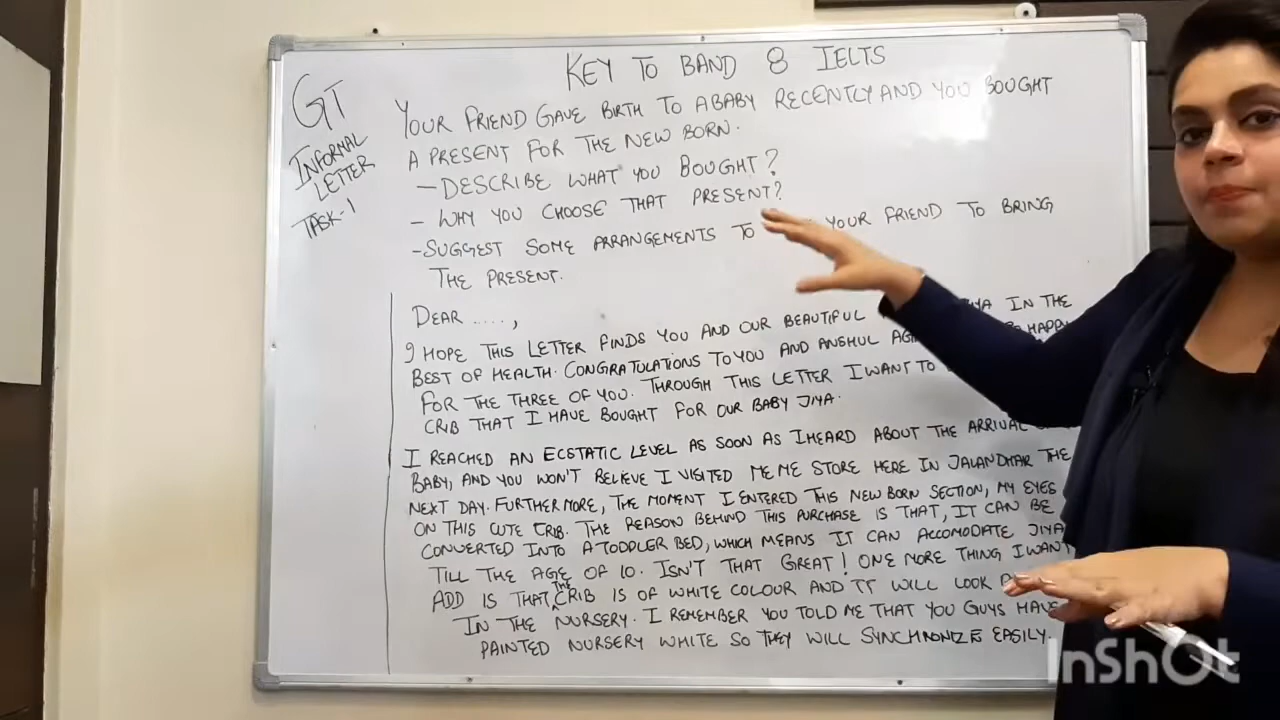 KEY TO BAND 8 IELTS
GT
INFORMAL
LETTER
TASK-1
YOUR FRIEND GAVE BIRTH TO A BABY RECENTLY AND YOU BOUGHT
A PRESENT FOR THE NEW BORN.
- DESCRIBE WHAT YOU BOUGHT?
- WHY YOU CHOOSE THAT PRESENT?
- SUGGEST SOME ARRANGEMENTS TO YOUR FRIEND TO BRING
THE PRESENT.
DEAR .....,
I HOPE THIS LETTER FINDS YOU AND OUR BEAUTIFUL IN THE
BEST OF HEALTH. CONGRATULATIONS TO YOU AND ANSHUL HAPPY
FOR THE THREE OF YOU. THROUGH THIS LETTER I WANT TO
CRIB THAT I HAVE BOUGHT FOR OUR BABY JIYA.
I REACHED AN ECSTATIC LEVEL AS SOON AS I HEARD ABOUT THE ARRIVAL
BABY, AND YOU WON'T BELIEVE I VISITED ME ME STORE HERE IN JALANDHAR THE
NEXT DAY. FURTHERMORE, THE MOMENT I ENTERED THIS NEW BORN SECTION, MY EYES
ON THIS CUTE CRIB. THE REASON BEHIND THIS PURCHASE IS THAT, IT CAN BE
CONVERTED INTO A TODDLER BED, WHICH MEANS IT CAN ACCOMODATE JIYA
TILL THE AGE OF 10. ISN'T THAT GREAT! ONE MORE THING I WANT
ADD IS THAT THE CRIB IS OF WHITE COLOUR AND IT WILL LOOK
IN THE NURSERY. I REMEMBER YOU TOLD ME THAT YOU GUYS HAVE
PAINTED NURSERY WHITE SO THEY WILL SYNCHRONIZE EASILY.
InShOt